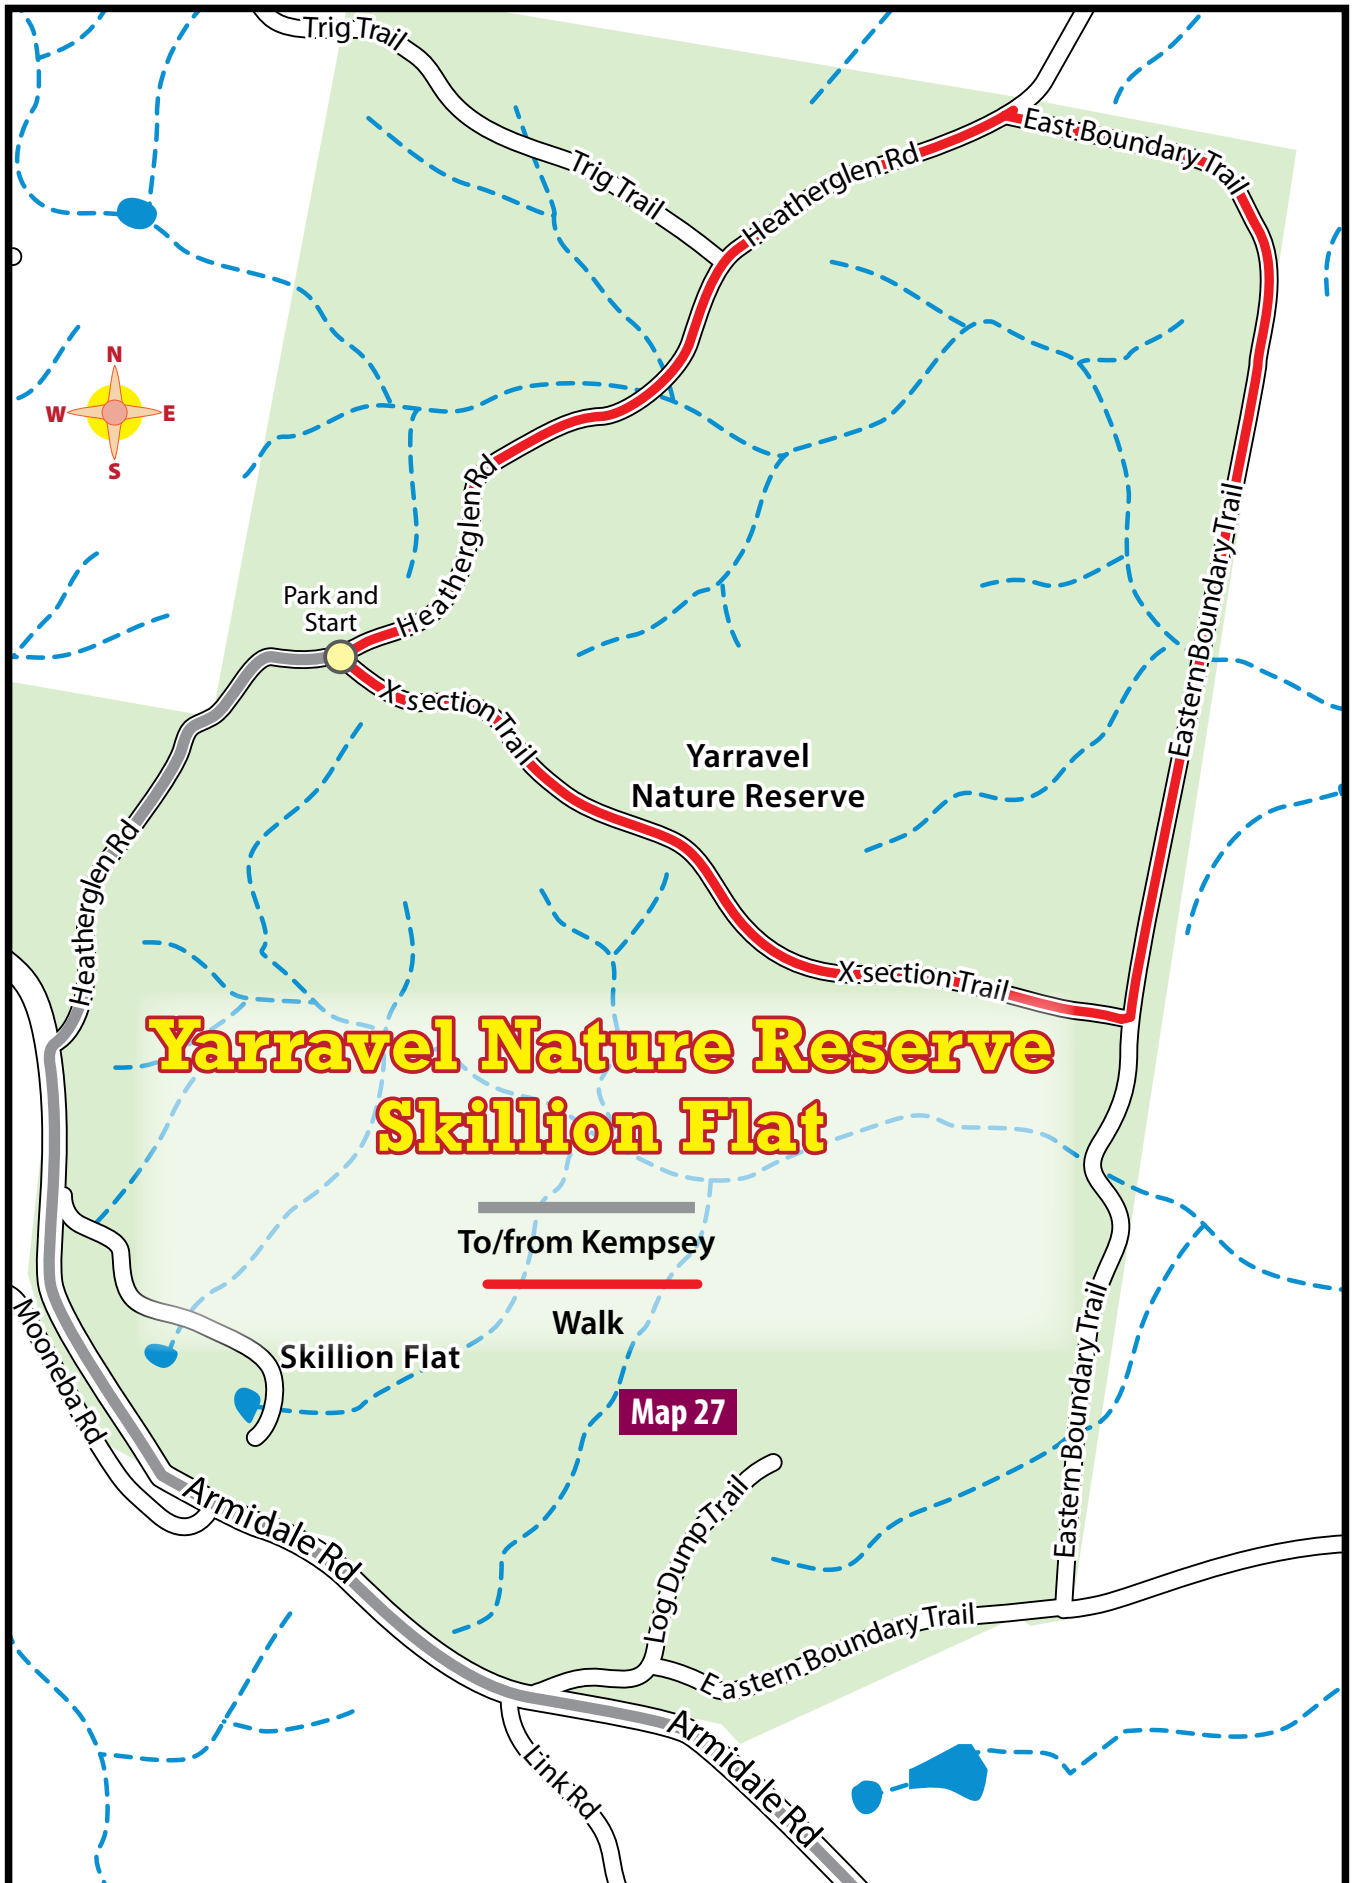 Trig Trail
East Boundary Trail
Heatherglen Rd
Trig Trail
N
W
E
S
Heatherglen Rd
Eastern Boundary Trail
Park and
Start
X section Trail
Yarravel
Nature Reserve
Heatherglen Rd
X section Trail
Yarravel Nature Reserve
Skillion Flat
To/from Kempsey
Walk
Mooneba Rd
Skillion Flat
Eastern Boundary Trail
Map 27
Armidale Rd
Log Dump Trail
Eastern Boundary Trail
Armidale Rd
Link Rd